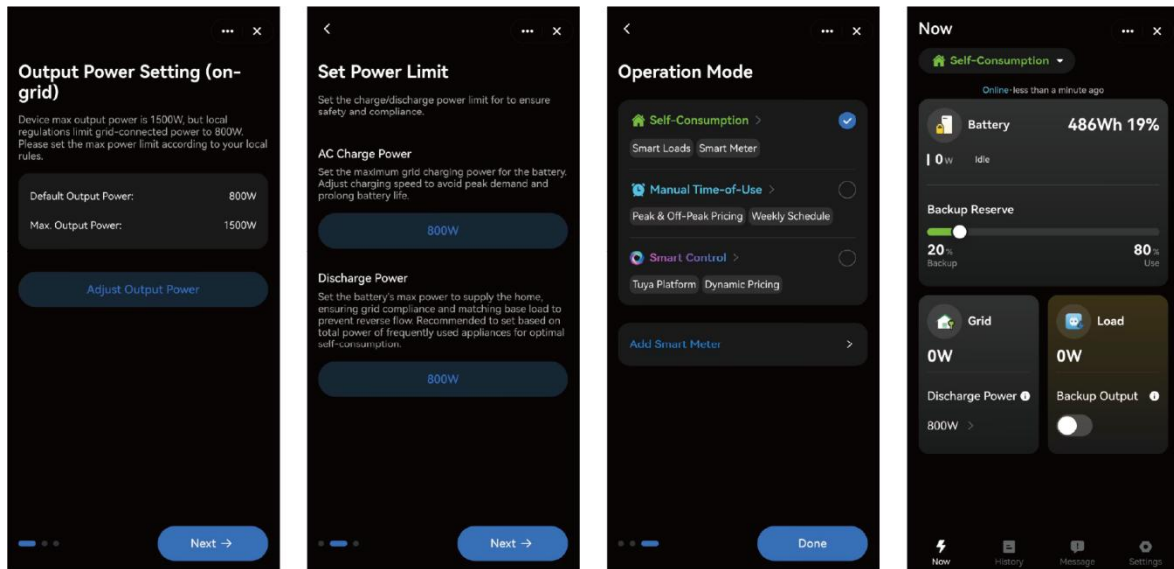 Output Power Setting (on-
grid)
Device max output power is 1500W, but local
regulations limit grid-connected power to 800W.
Please set the max power limit according to your local
rules.
Default Output Power: 800W
Max. Output Power: 1500W
Adjust Output Power
Next →
Set Power Limit
Set the charge/discharge power limit for to ensure
safety and compliance.
AC Charge Power
Set the maximum grid charging power for the battery.
Adjust charging speed to avoid peak demand and
prolong battery life.
800W
Discharge Power
Set the battery's max power to supply the home,
ensuring grid compliance and matching base load to
prevent reverse flow. Recommended to set based on
total power of frequently used appliances for optimal
self-consumption.
800W
Next →
Operation Mode
Self-Consumption >
Smart Loads Smart Meter
Manual Time-of-Use >
Peak & Off-Peak Pricing Weekly Schedule
Smart Control >
Tuya Platform Dynamic Pricing
Add Smart Meter >
Done
Now
Self-Consumption
Online-less than a minute ago
Battery 486Wh 19%
0w Idle
Backup Reserve
20% 80%
Backup Use
Grid
0W
Discharge Power
800W >
Load
0W
Backup Output
Now History Message Settings